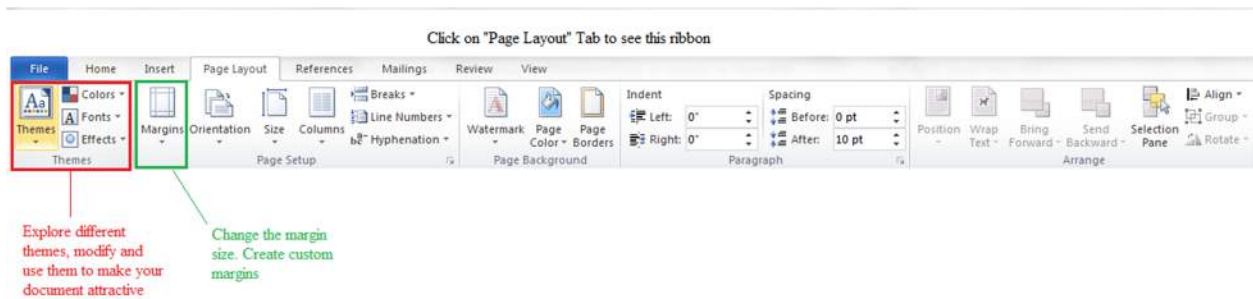 Click on "Page Layout" Tab to see this ribbon
File Home Insert Page Layout References Mailings Review View
Aa
Themes
Colors
A Fonts
Effects
Themes
Margins
Orientation
Size
Columns
Breaks
Line Numbers
Hyphenation
Page Setup
A
Watermark
Page
Color
Page
Borders
Page Background
Indent
Left: 0"
Right: 0"
Spacing
Before: 0 pt
After: 10 pt
Paragraph
Position
Wrap
Text
Bring
Forward
Send
Backward
Selection
Pane
Align
Group
Rotate
Arrange
Explore different
themes, modify and
use them to make your
document attractive
Change the margin
size. Create custom
margins